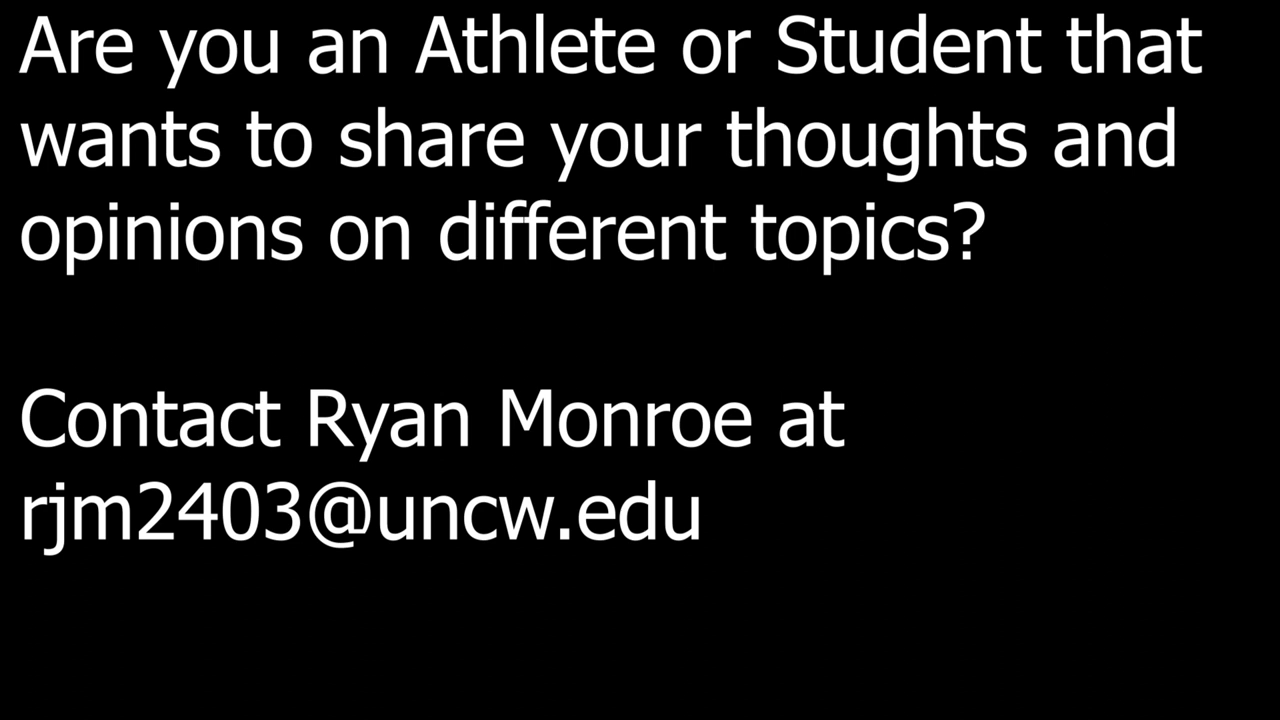 Are you an Athlete or Student that
wants to share your thoughts and
opinions on different topics?
Contact Ryan Monroe at
rjm2403@uncw.edu